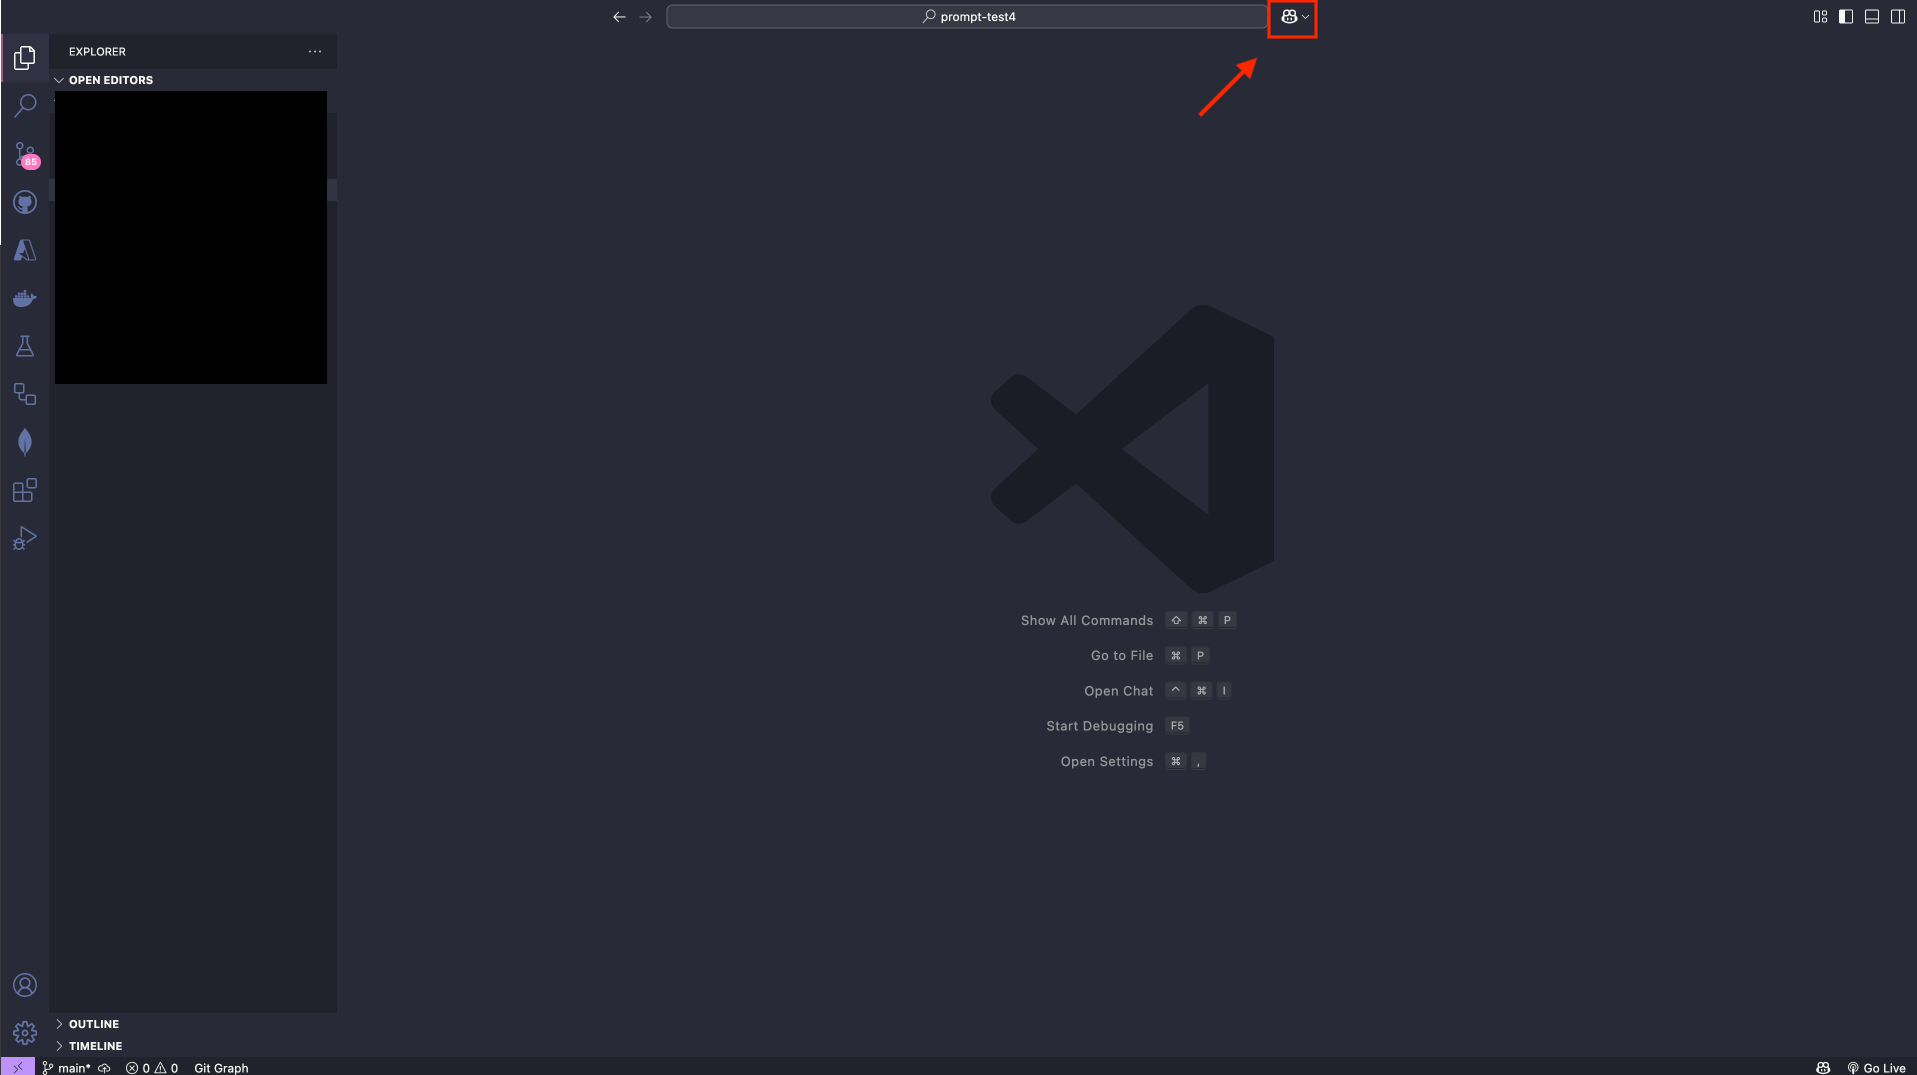 prompt-test4
EXPLORER
OPEN EDITORS
85
Show All Commands ⇧ ⌘ P
Go to File ⌘ P
Open Chat ^ ⌘ I
Start Debugging F5
Open Settings ⌘ ,
OUTLINE
TIMELINE
main* 0 0 Git Graph
Go Live